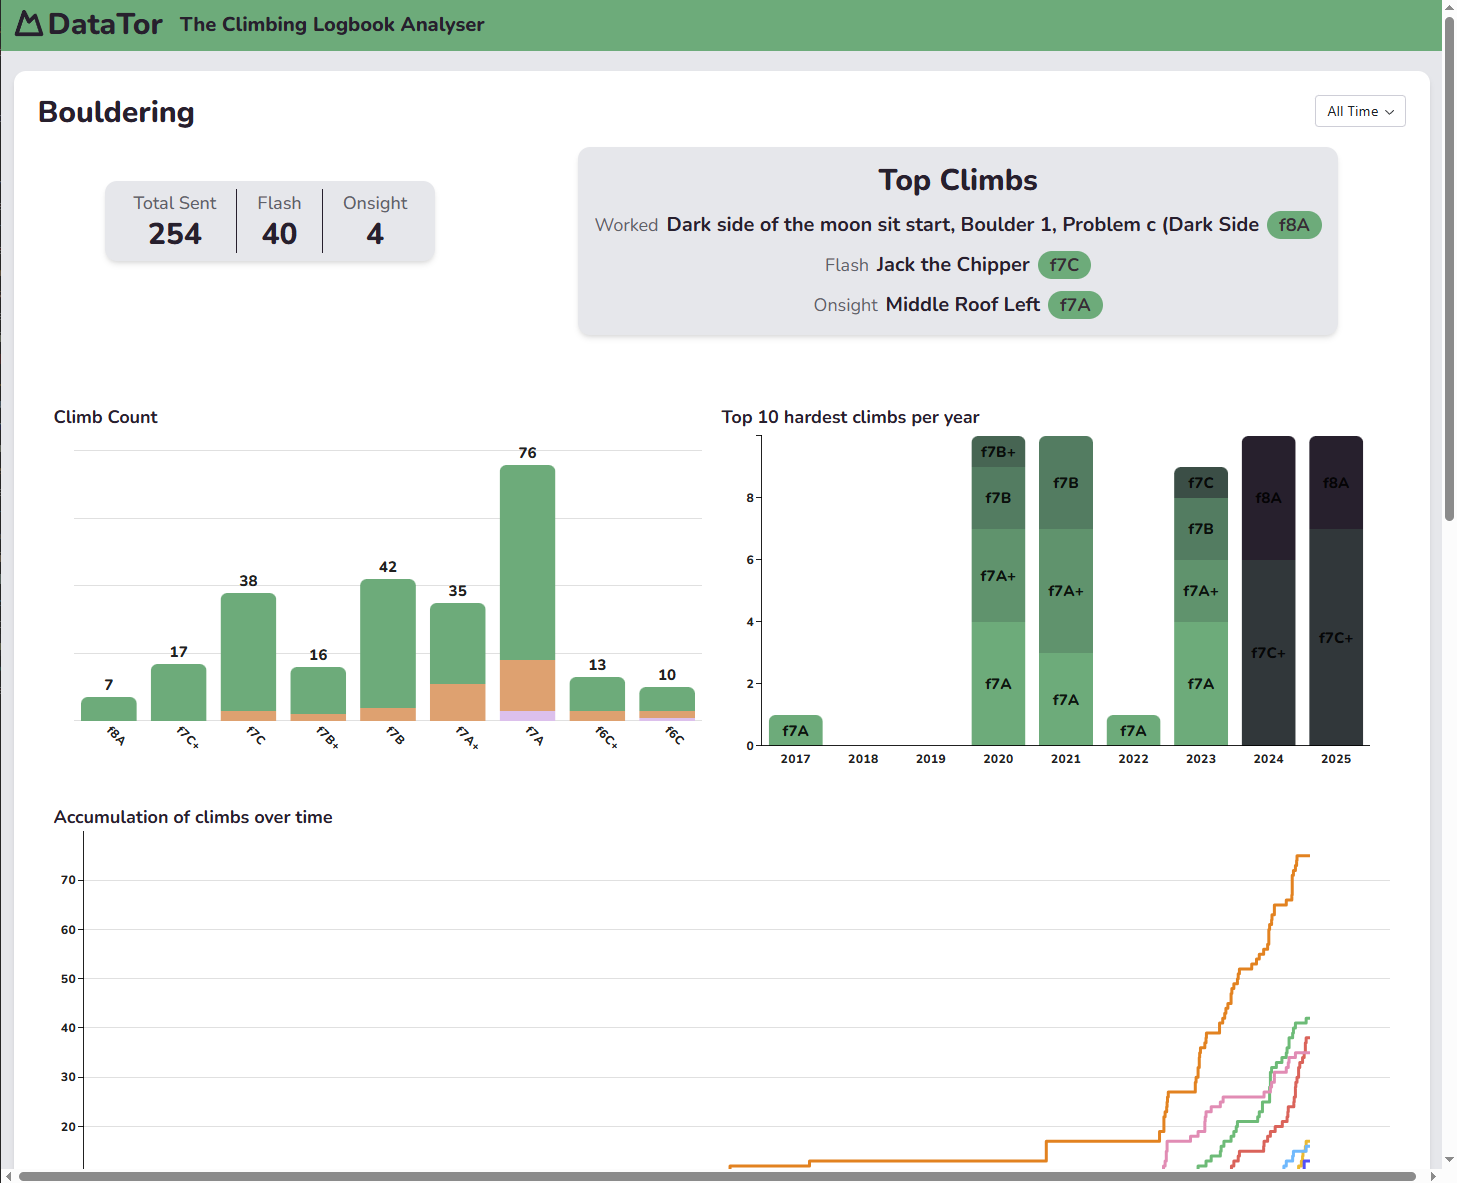 DataTor The Climbing Logbook Analyser
Bouldering
All Time
Total Sent Flash Onsight
254 40 4
Top Climbs
Worked Dark side of the moon sit start, Boulder 1, Problem c (Dark Side f8A
Flash Jack the Chipper f7C
Onsight Middle Roof Left f7A
Climb Count
76
42
38
35
17
16
13
10
7
f8A f7C+ f7C f7B+ f7B f7A+ f7A f6C+ f6C
Top 10 hardest climbs per year
8
6
4
2
0
f7A
f7B+
f7B
f7A+
f7A
f7B
f7A+
f7A
f7A
f7C
f7B
f7A+
f7A
f8A
f7C+
f8A
f7C+
2017 2018 2019 2020 2021 2022 2023 2024 2025
Accumulation of climbs over time
70
60
50
40
30
20